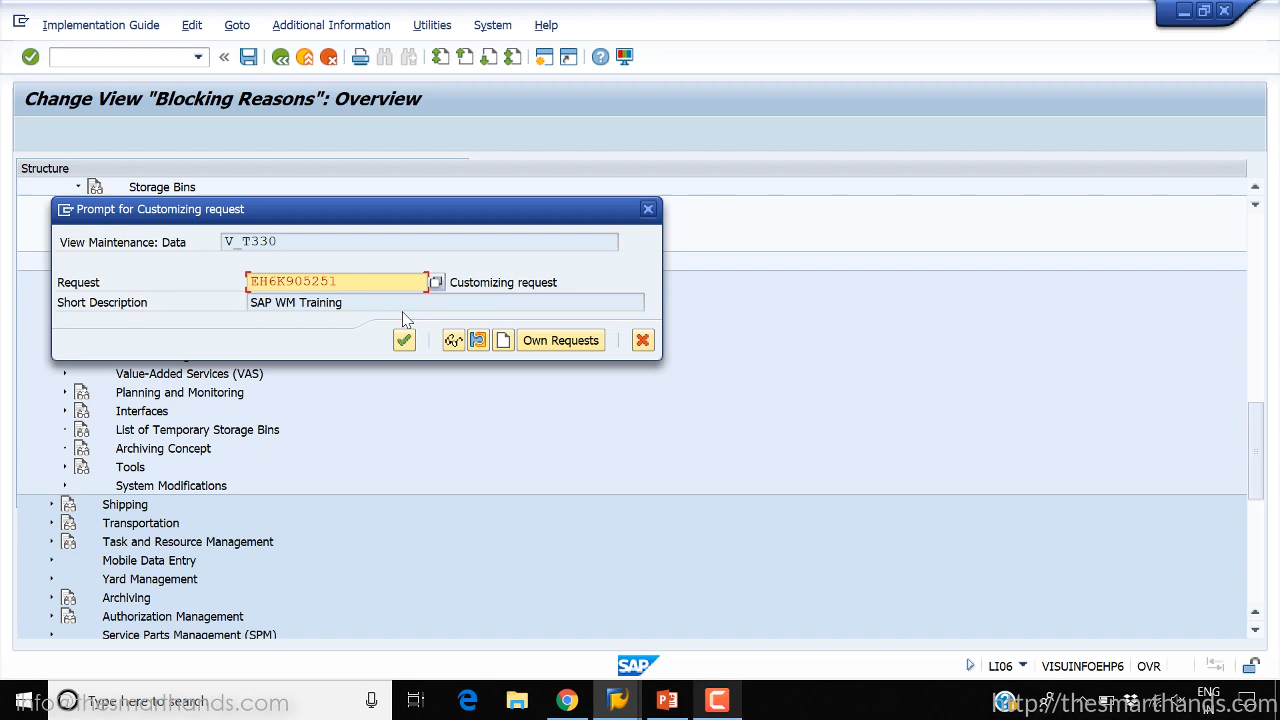 Implementation Guide Edit Goto Additional Information Utilities System Help
Change View "Blocking Reasons": Overview
Structure
Storage Bins
Prompt for Customizing request
View Maintenance: Data V_T330
Request EH6K905251 Customizing request
Short Description SAP WM Training
Own Requests
Value-Added Services (VAS)
Planning and Monitoring
Interfaces
List of Temporary Storage Bins
Archiving Concept
Tools
System Modifications
Shipping
Transportation
Task and Resource Management
Mobile Data Entry
Yard Management
Archiving
Authorization Management
Service Parts Management (SPM)
SAP LI06 VISUINFOEHP6 OVR
Type here to search
ENG
IN
info@thesmarthands.com http://thesmarthands.com